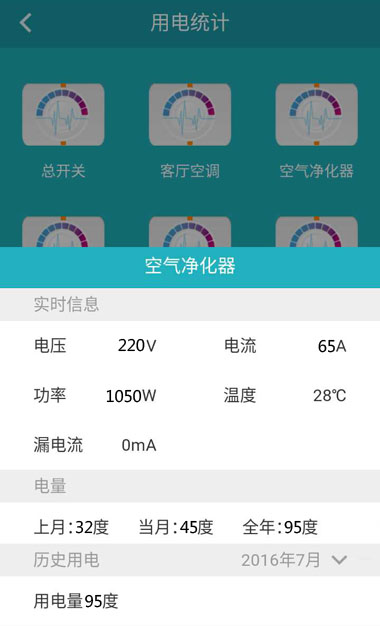 用电统计
总开关 客厅空调 空气净化器
空气净化器
实时信息
电压 220V 电流 65A
功率 1050W 温度 28℃
漏电流 0mA
电量
上月:32度 当月:45度 全年:95度
历史用电 2016年7月
用电量95度